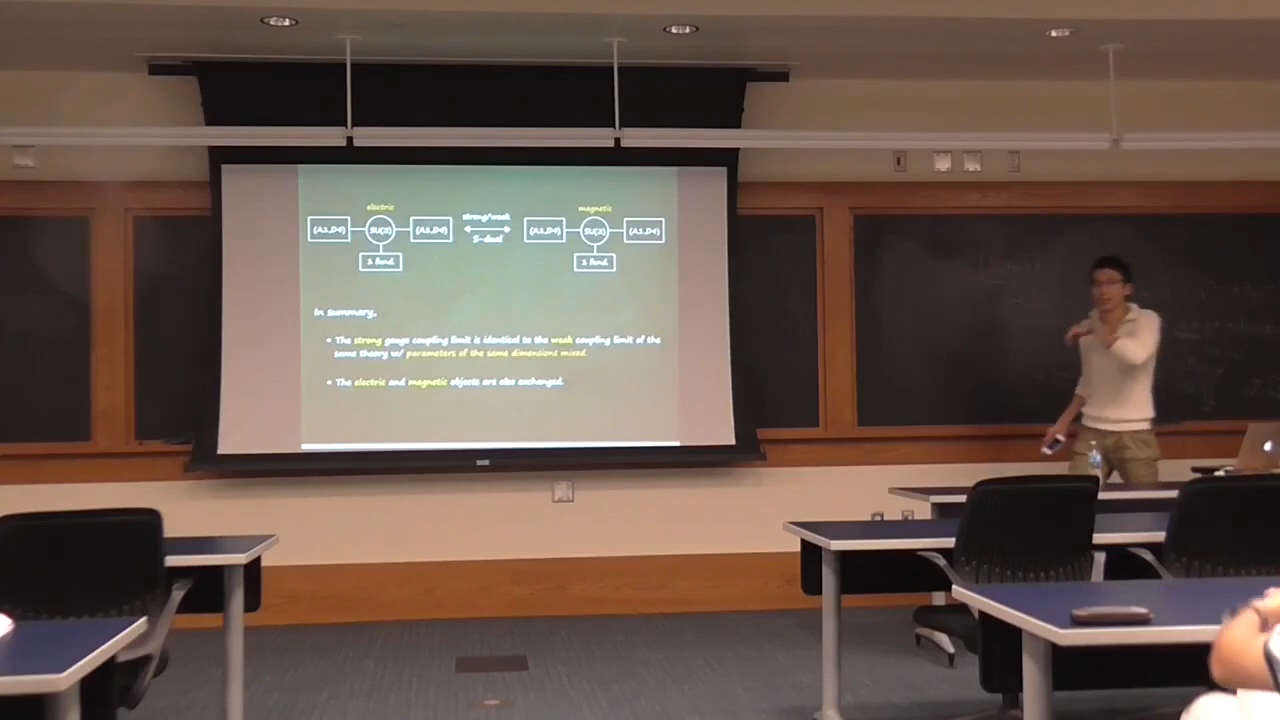 electric
magnetic
(A1,D4)
SU(2)
(A1,D4)
strong/weak
S-dual
(A1,D4)
SU(2)
(A1,D4)
1 fund.
1 fund.
In summary,
• The strong gauge coupling limit is identical to the weak coupling limit of the
same theory w/ parameters of the same dimensions mixed.
• The electric and magnetic objects are also exchanged.